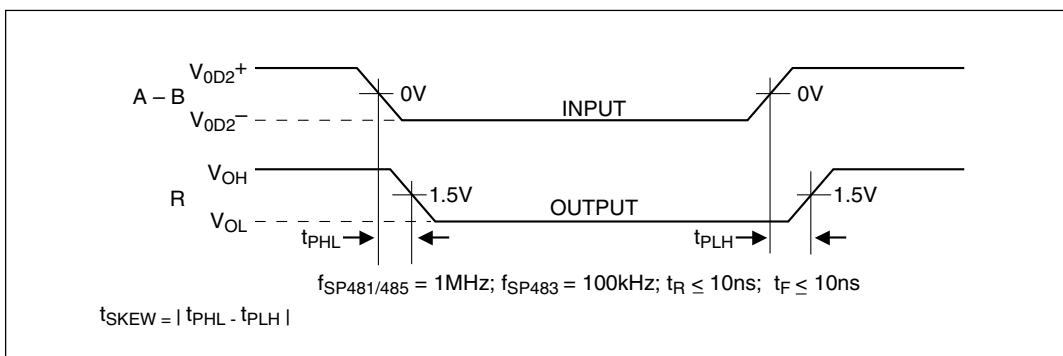 V0D2+
A – B
0V
0V
INPUT
V0D2–
VOH
R
1.5V
1.5V
OUTPUT
VOL
tPHL
tPLH
fSP481/485 = 1MHz; fSP483 = 100kHz; tR ≤ 10ns; tF ≤ 10ns
tSKEW = | tPHL - tPLH |